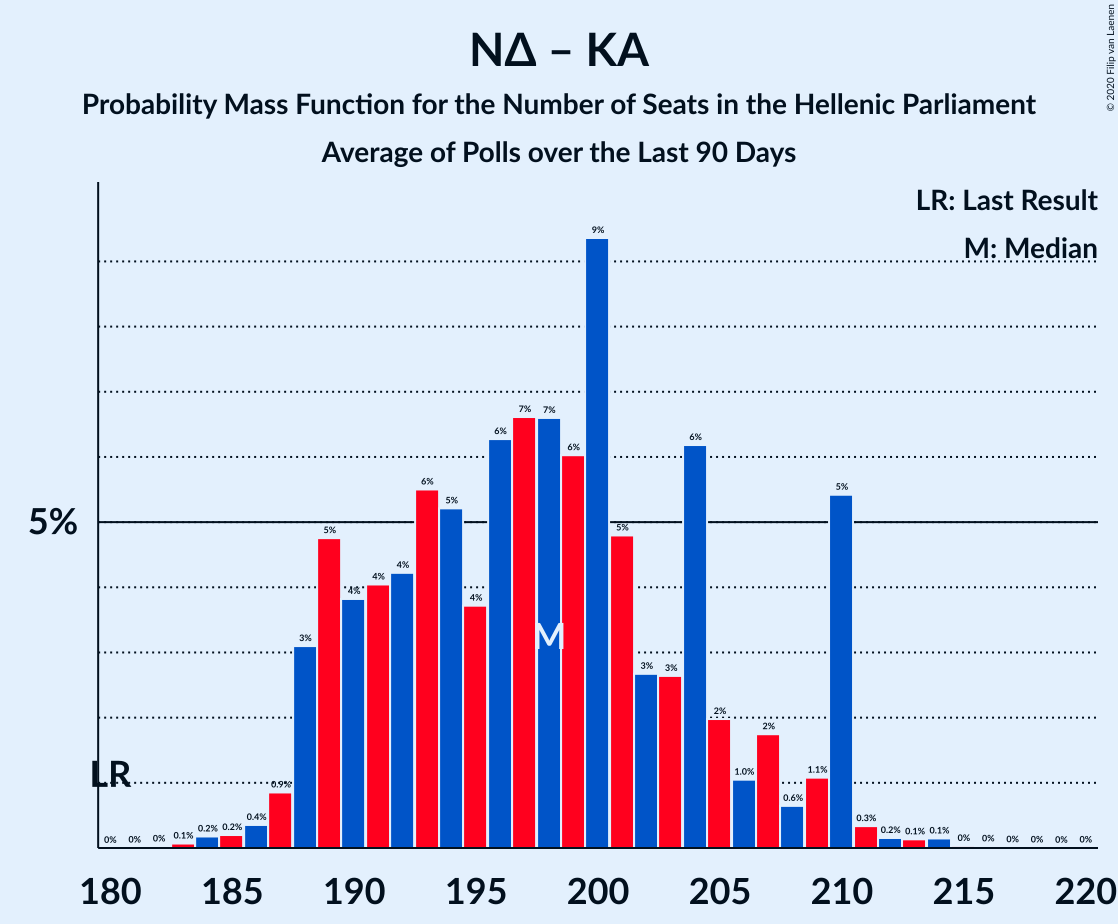 ΝΔ – ΚΑ
Probability Mass Function for the Number of Seats in the Hellenic Parliament
Average of Polls over the Last 90 Days
© 2020 Filip van Laenen
LR: Last Result
M: Median
9%
7%
7%
6%
6%
6%
6%
5%
5%
5%
5%
5%
4%
4%
4%
4%
M
3%
3%
3%
2%
2%
LR
0.9%
1.0%
1.1%
0.6%
0% 0% 0% 0.1% 0.2% 0.2% 0.4%
0.3% 0.2% 0.1% 0.1% 0% 0% 0% 0% 0% 0%
180 185 190 195 200 205 210 215 220